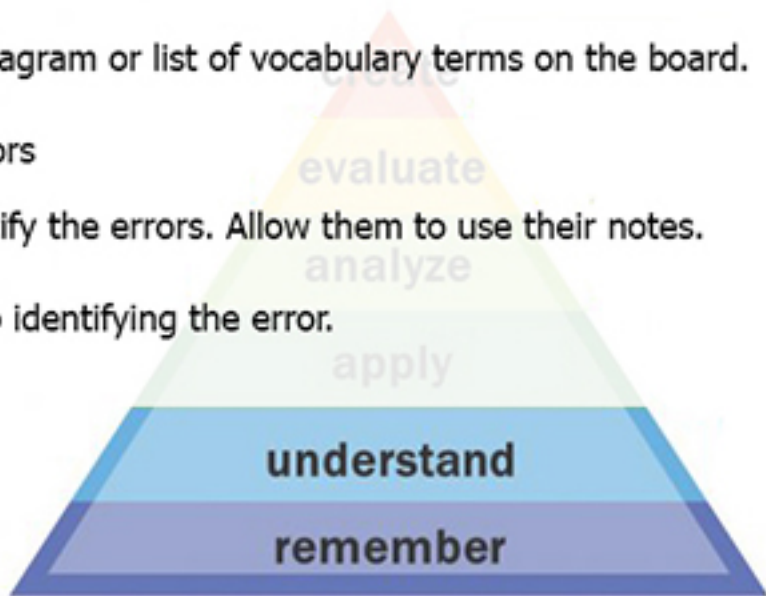 agram or list of vocabulary terms on the board.
create
ors
evaluate
ify the errors. Allow them to use their notes.
analyze
identifying the error.
apply
understand
remember